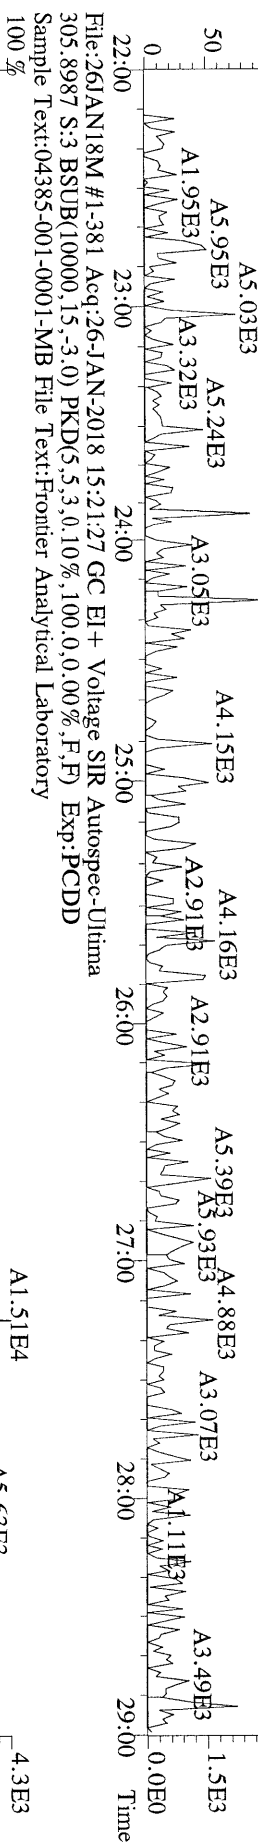 A5.03E3
A5.95E3
A5.24E3
A4.15E3
A4.16E3
A5.39E3
A4.88E3
50
A1.95E3
A3.32E3
A3.05E3
A2.91E3
A2.91E3
A5.93E3
A3.07E3
A1.11E3
A3.49E3
1.5E3
0
0.0E0
22:00 23:00 24:00 25:00 26:00 27:00 28:00 29:00 Time
File:26JAN18M #1-381 Acq:26-JAN-2018 15:21:27 GC EI+ Voltage SIR Autospec-Ultima
305.8987 S:3 BSUB(10000,15,-3.0) PKD(5,5,3,0.10%,100.0,0.00%,F,F) Exp:PCDD
Sample Text:04385-001-0001-MB File Text:Frontier Analytical Laboratory
100 %
A1.51E4
4.3E3